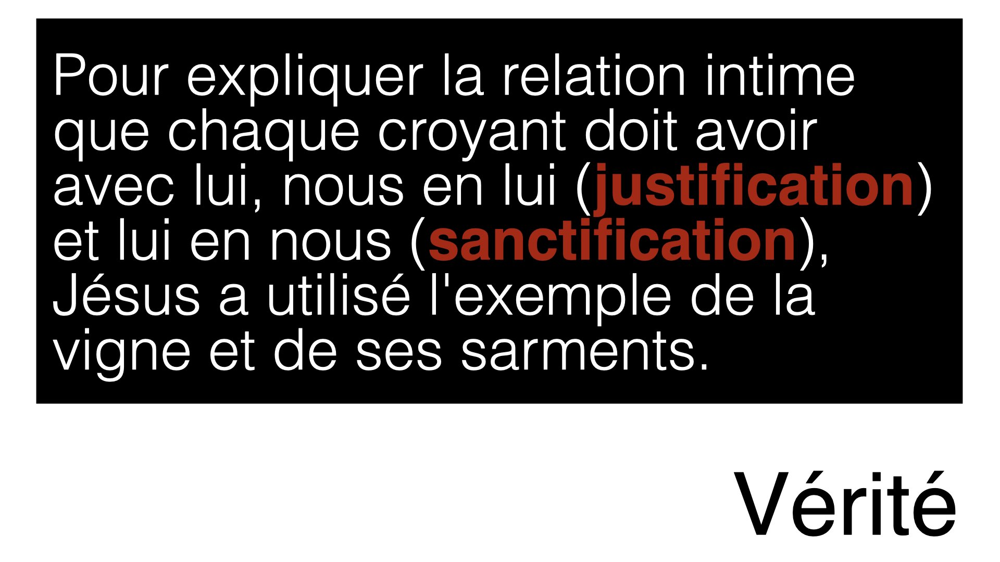 Pour expliquer la relation intime
que chaque croyant doit avoir
avec lui, nous en lui (justification)
et lui en nous (sanctification),
Jésus a utilisé l'exemple de la
vigne et de ses sarments.
Vérité